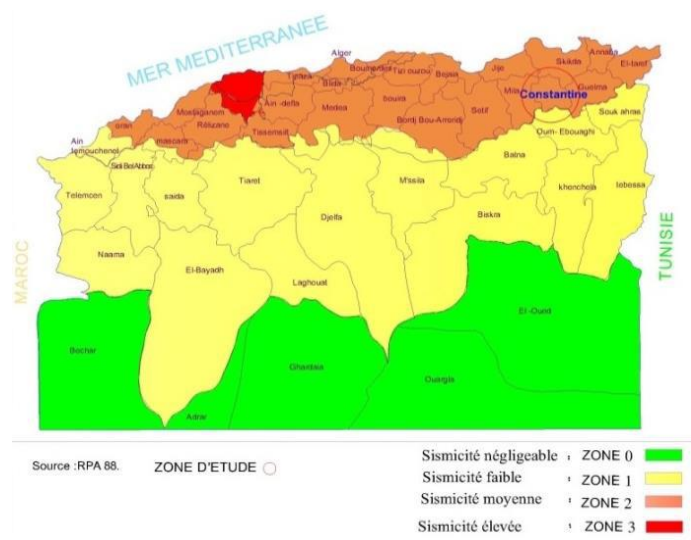 MER MEDITERRANEE
Alger
Annaba
Skikda
El-taref
Jije
Bejaia
Tizi ouzou
Boumerdes
Tipaza
Blida
Mila
Constantine
Guelma
Souk ahras
Ain -defla
Medea
bouira
Setif
Bordj Bou-Arreridj
Mostaganem
Rélizane
Tissemsilt
oran
mascara
Oum- Ebouaghi
Ain
temouchenet
Sidi Bel Abbes
Batna
khenchela
tebessa
Telemcen
saida
Tiaret
M'ssila
Djelfa
Biskra
Naama
El-Bayadh
Laghouat
MAROC
TUNISIE
El -Oued
Bechar
Ghardaia
Ouargla
Adrar
Source :RPA 88.
ZONE D'ETUDE
Sismicité négligeable : ZONE 0
Sismicité faible : ZONE 1
Sismicité moyenne : ZONE 2
Sismicité élevée : ZONE 3